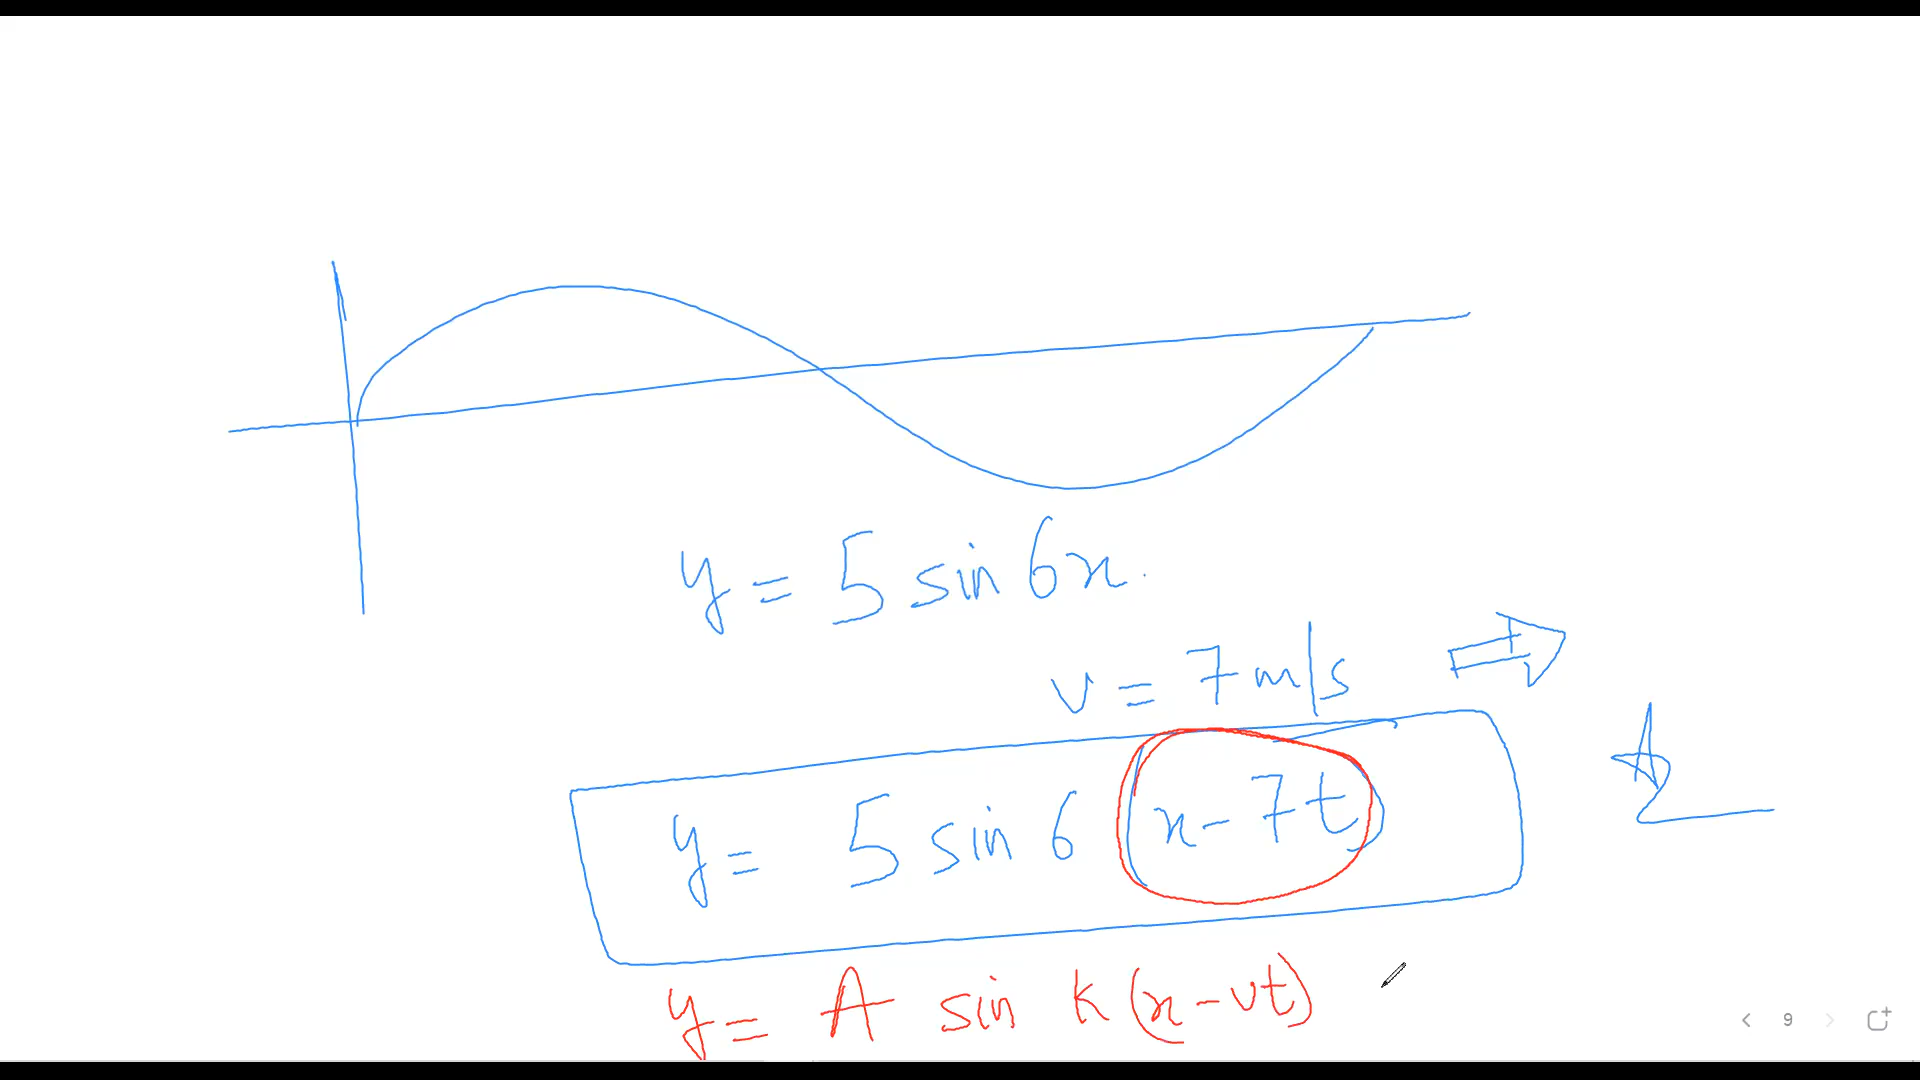 y = 5 sin 6x
v = 7 m/s
y = 5 sin 6 (x - 7t)
y = A sin k (x - vt)
9